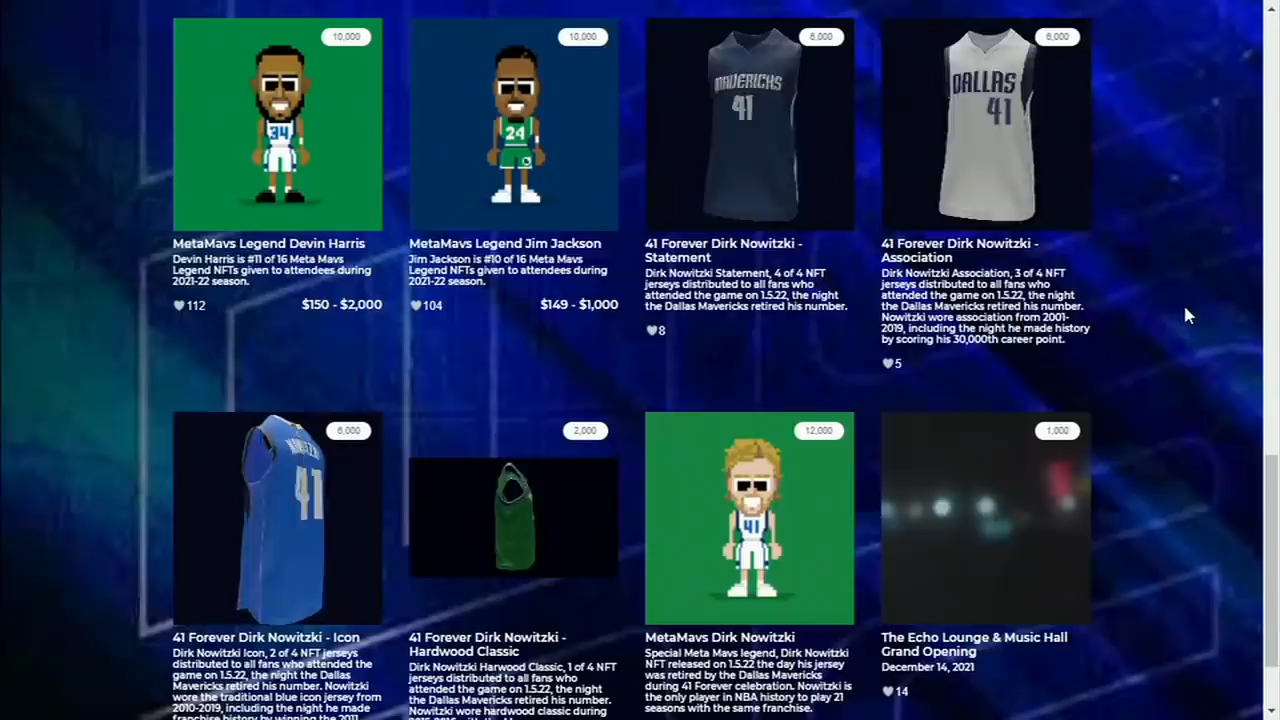 10,000
10,000
6,000
6,000
34
24
MAVERICKS
41
DALLAS
41
MetaMavs Legend Devin Harris
Devin Harris is #11 of 16 Meta Mavs
Legend NFTs given to attendees during
2021-22 season.
112
$150 - $2,000
MetaMavs Legend Jim Jackson
Jim Jackson is #10 of 16 Meta Mavs
Legend NFTs given to attendees during
2021-22 season.
104
$149 - $1,000
41 Forever Dirk Nowitzki -
Statement
Dirk Nowitzki Statement, 4 of 4 NFT
jerseys distributed to all fans who
attended the game on 1.5.22, the night
the Dallas Mavericks retired his number.
8
41 Forever Dirk Nowitzki -
Association
Dirk Nowitzki Association, 3 of 4 NFT
jerseys distributed to all fans who
attended the game on 1.5.22, the night
the Dallas Mavericks retired his number.
Nowitzki wore association from 2001-
2019, including the night he made history
by scoring his 30,000th career point.
5
6,000
2,000
12,000
1,000
NOWITZKI
41
41
41 Forever Dirk Nowitzki - Icon
Dirk Nowitzki Icon, 2 of 4 NFT jerseys
distributed to all fans who attended the
game on 1.5.22, the night the Dallas
Mavericks retired his number. Nowitzki
wore the traditional blue icon jersey from
2010-2019, including the night he made
franchise history by winning the 2011
41 Forever Dirk Nowitzki -
Hardwood Classic
Dirk Nowitzki Harwood Classic, 1 of 4 NFT
jerseys distributed to all fans who
attended the game on 1.5.22, the night
the Dallas Mavericks retired his number.
Nowitzki wore hardwood classic during
MetaMavs Dirk Nowitzki
Special Meta Mavs legend, Dirk Nowitzki
NFT released on 1.5.22 the day his jersey
was retired by the Dallas Mavericks
during 41 Forever celebration. Nowitzki is
the only player in NBA history to play 21
seasons with the same franchise.
The Echo Lounge & Music Hall
Grand Opening
December 14, 2021
14